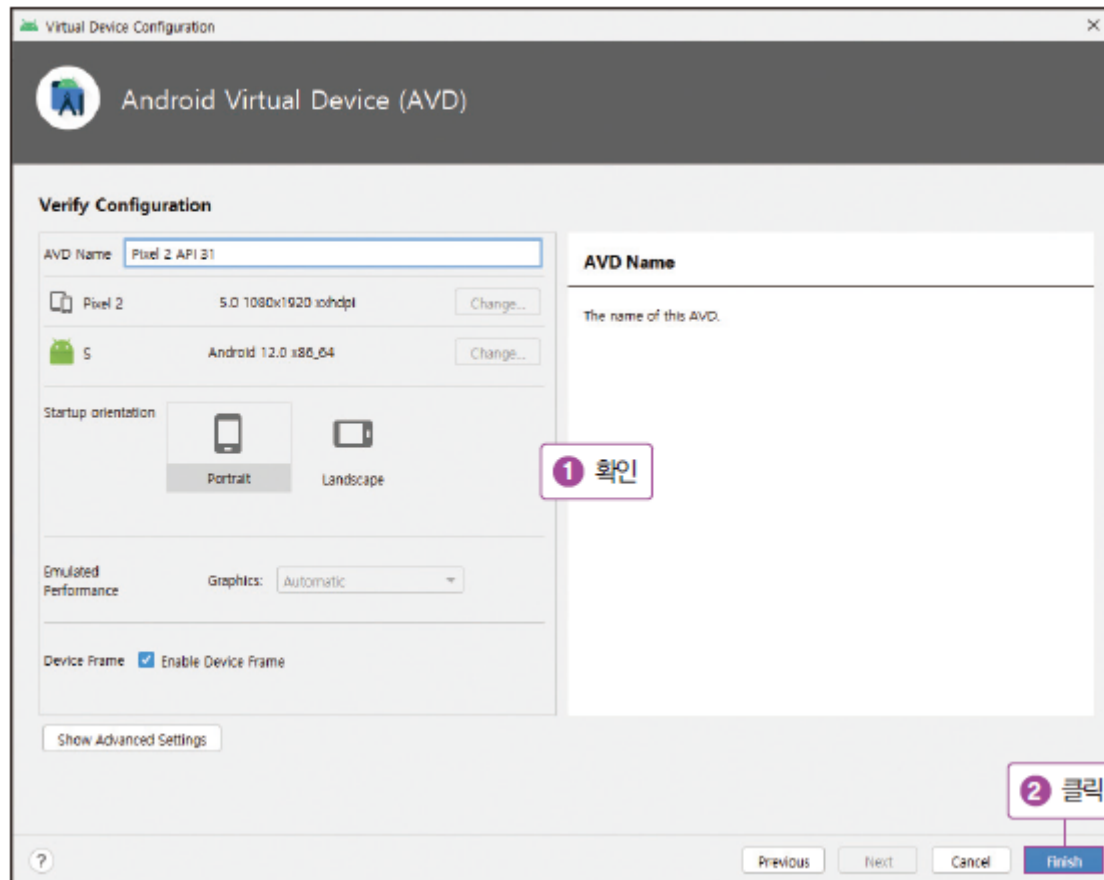 Virtual Device Configuration
Android Virtual Device (AVD)
Verify Configuration
AVD Name Pixel 2 API 31
Pixel 2 5.0 1080x1920 xxhdpi Change...
S Android 12.0 x86_64 Change...
Startup orientation
Portrait
Landscape
Emulated
Performance
Graphics: Automatic
Device Frame Enable Device Frame
Show Advanced Settings
AVD Name
The name of this AVD.
1 확인
2 클릭
?
Previous
Next
Cancel
Finish